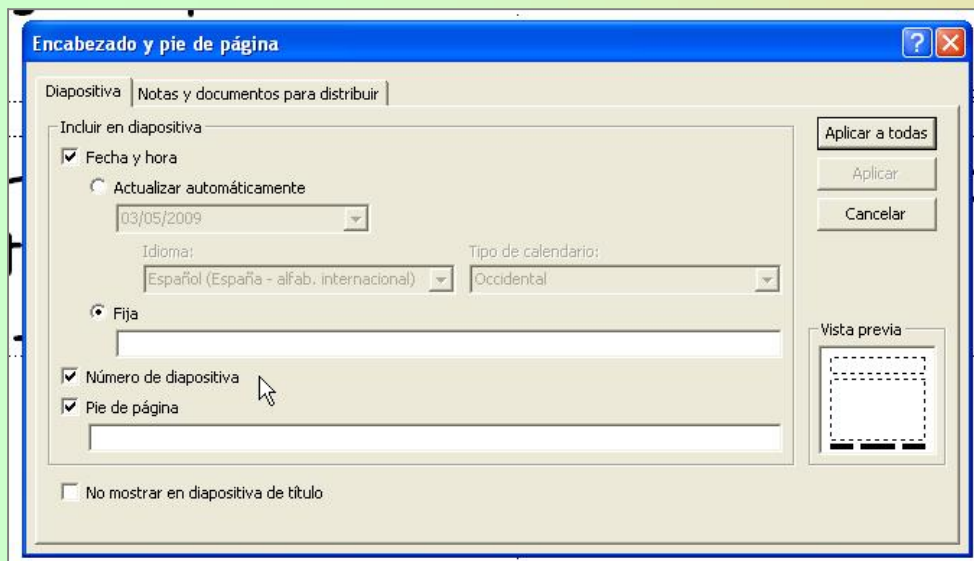 Encabezado y pie de página
Diapositiva
Notas y documentos para distribuir
Incluir en diapositiva
Fecha y hora
Actualizar automáticamente
03/05/2009
Idioma:
Tipo de calendario:
Español (España - alfab. internacional)
Occidental
Fija
Número de diapositiva
Pie de página
No mostrar en diapositiva de título
Aplicar a todas
Aplicar
Cancelar
Vista previa